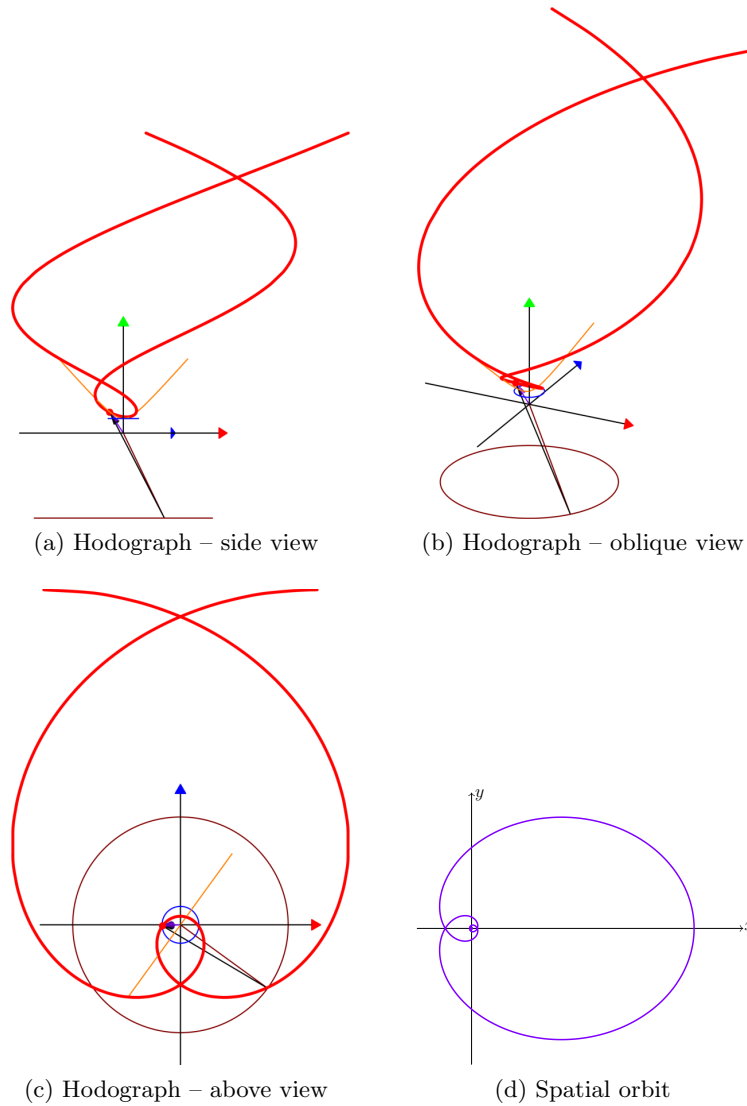 (a) Hodograph – side view
(b) Hodograph – oblique view
y
x
(c) Hodograph – above view
(d) Spatial orbit